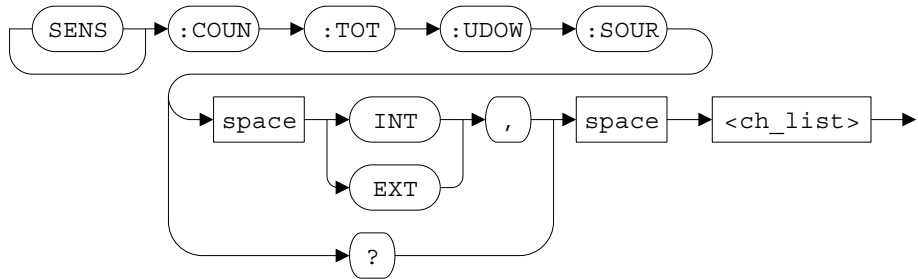 SENS :COUN :TOT :UDOW :SOUR
space INT , space <ch_list>
EXT
?